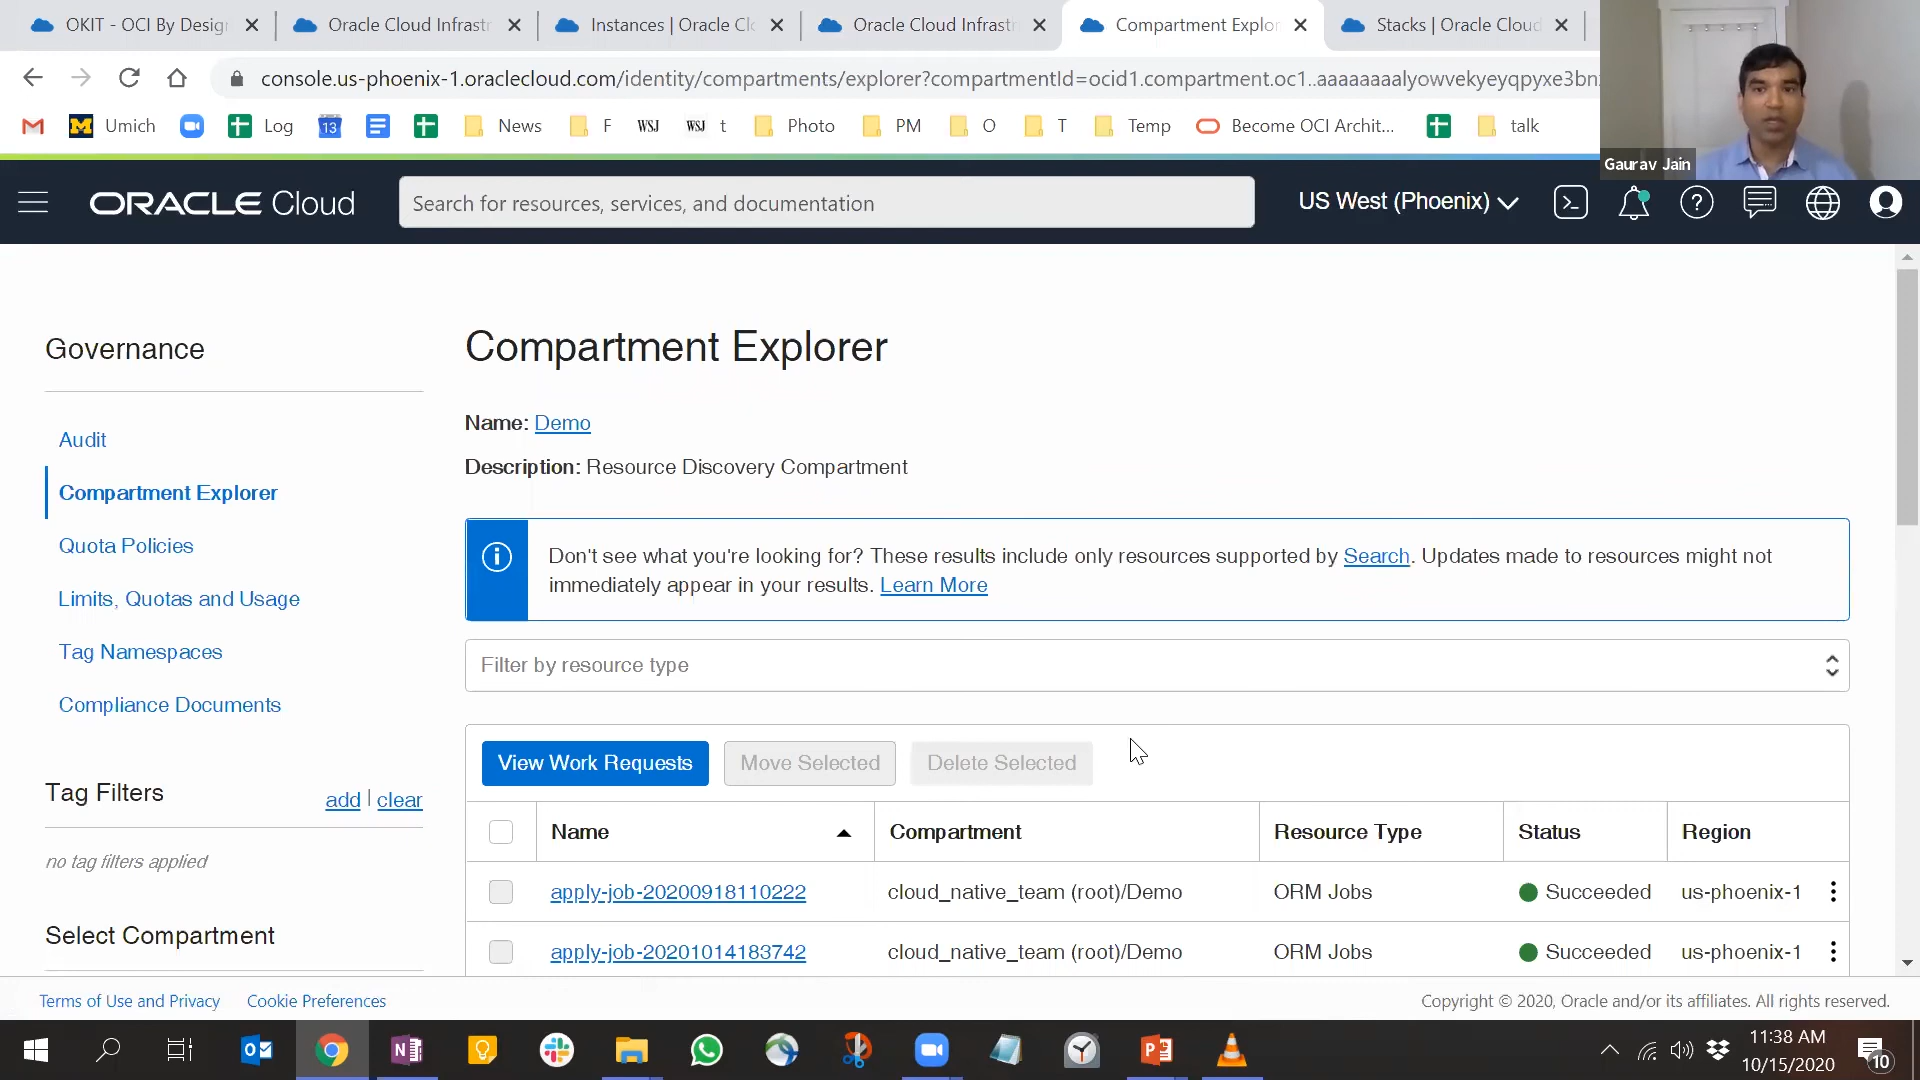 OKIT - OCI By Design
Oracle Cloud Infrastr
Instances | Oracle Clo
Oracle Cloud Infrastr
Compartment Explor
Stacks | Oracle Cloud
console.us-phoenix-1.oraclecloud.com/identity/compartments/explorer?compartmentId=ocid1.compartment.oc1..aaaaaaaalyowvekyeyqpyxe3bn
M Umich
Log
13
News
F
WSJ
WSJ t
Photo
PM
O
T
Temp
Become OCI Archit...
talk
Gaurav Jain
ORACLE Cloud
Search for resources, services, and documentation
US West (Phoenix)
Governance
Audit
Compartment Explorer
Quota Policies
Limits, Quotas and Usage
Tag Namespaces
Compliance Documents
Tag Filters
add | clear
no tag filters applied
Select Compartment
Compartment Explorer
Name: Demo
Description: Resource Discovery Compartment
Don't see what you're looking for? These results include only resources supported by Search. Updates made to resources might not
immediately appear in your results. Learn More
Filter by resource type
View Work Requests
Move Selected
Delete Selected
Name Compartment Resource Type Status Region
apply-job-20200918110222 cloud_native_team (root)/Demo ORM Jobs Succeeded us-phoenix-1
apply-job-20201014183742 cloud_native_team (root)/Demo ORM Jobs Succeeded us-phoenix-1
Terms of Use and Privacy
Cookie Preferences
Copyright © 2020, Oracle and/or its affiliates. All rights reserved.
11:38 AM
10/15/2020
10